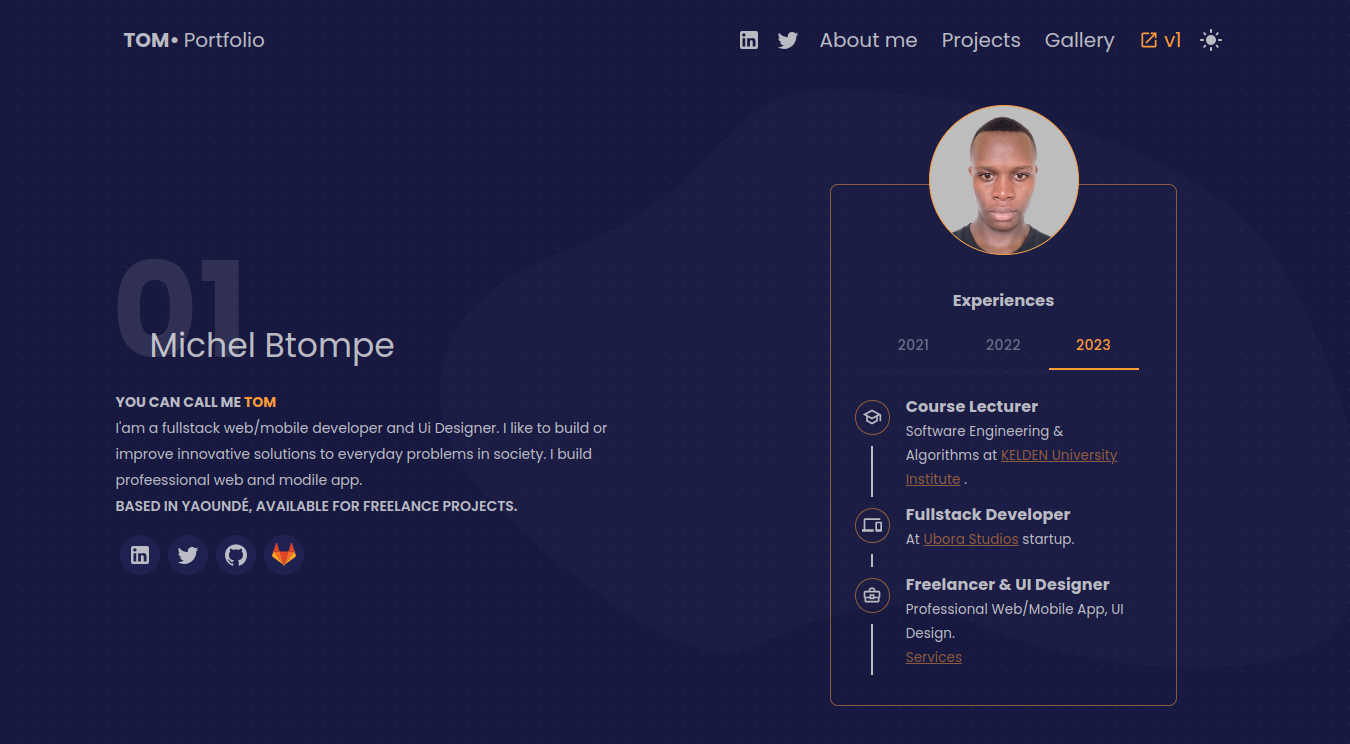 TOM• Portfolio
About me
Projects
Gallery
v1
01
Michel Btompe
YOU CAN CALL ME TOM
I'am a fullstack web/mobile developer and Ui Designer. I like to build or
improve innovative solutions to everyday problems in society. I build
profeessional web and modile app.
BASED IN YAOUNDÉ, AVAILABLE FOR FREELANCE PROJECTS.
Experiences
2021
2022
2023
Course Lecturer
Software Engineering &
Algorithms at KELDEN University
Institute .
Fullstack Developer
At Ubora Studios startup.
Freelancer & UI Designer
Professional Web/Mobile App, UI
Design.
Services